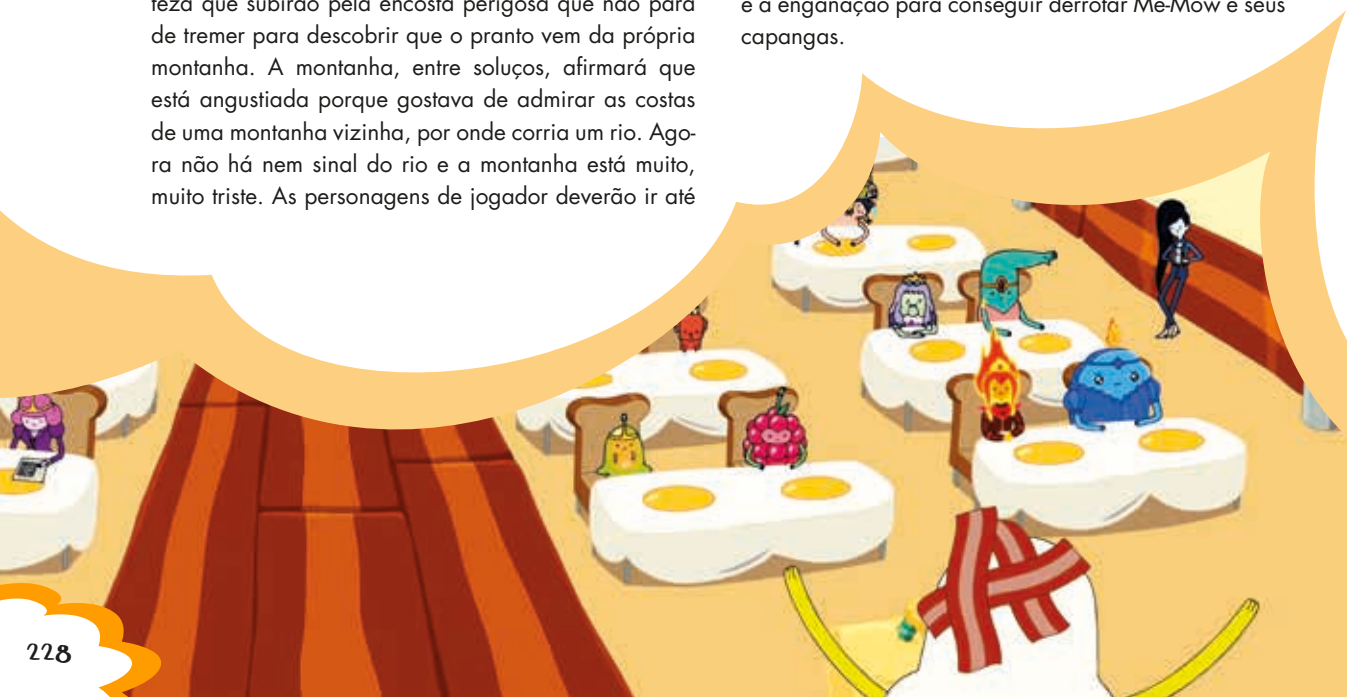 teza que subirão pela encosta perigosa que não para
de tremer para descobrir que o pranto vem da própria
montanha. A montanha, entre soluços, afirmará que
está angustiada porque gostava de admirar as costas
de uma montanha vizinha, por onde corria um rio. Ago-
ra não há nem sinal do rio e a montanha está muito,
muito triste. As personagens de jogador deverão ir até
e a enganação para conseguir derrotar Me-Mow e seus
capangas.
228